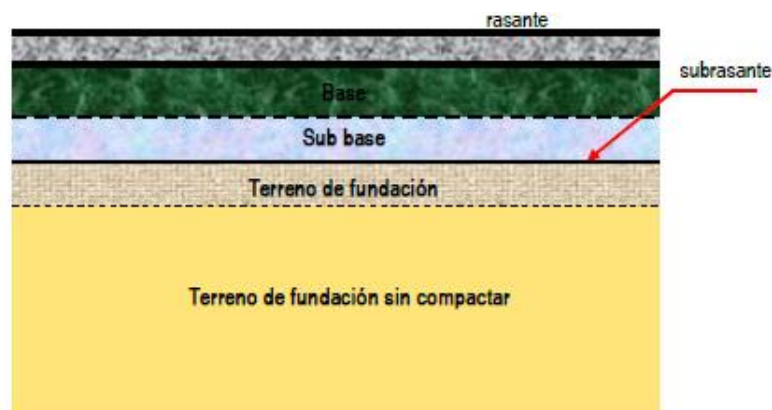 rasante
subrasante
Base
Sub base
Terreno de fundación
Terreno de fundación sin compactar